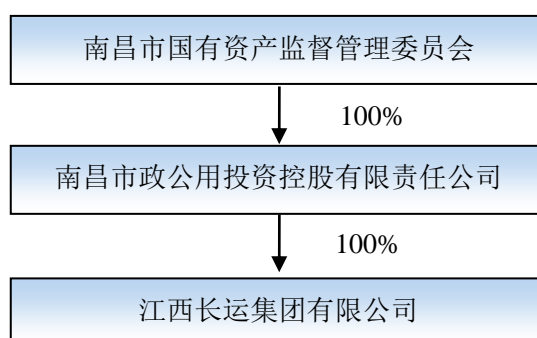 南昌市国有资产监督管理委员会
100%
南昌市政公用投资控股有限责任公司
100%
江西长运集团有限公司